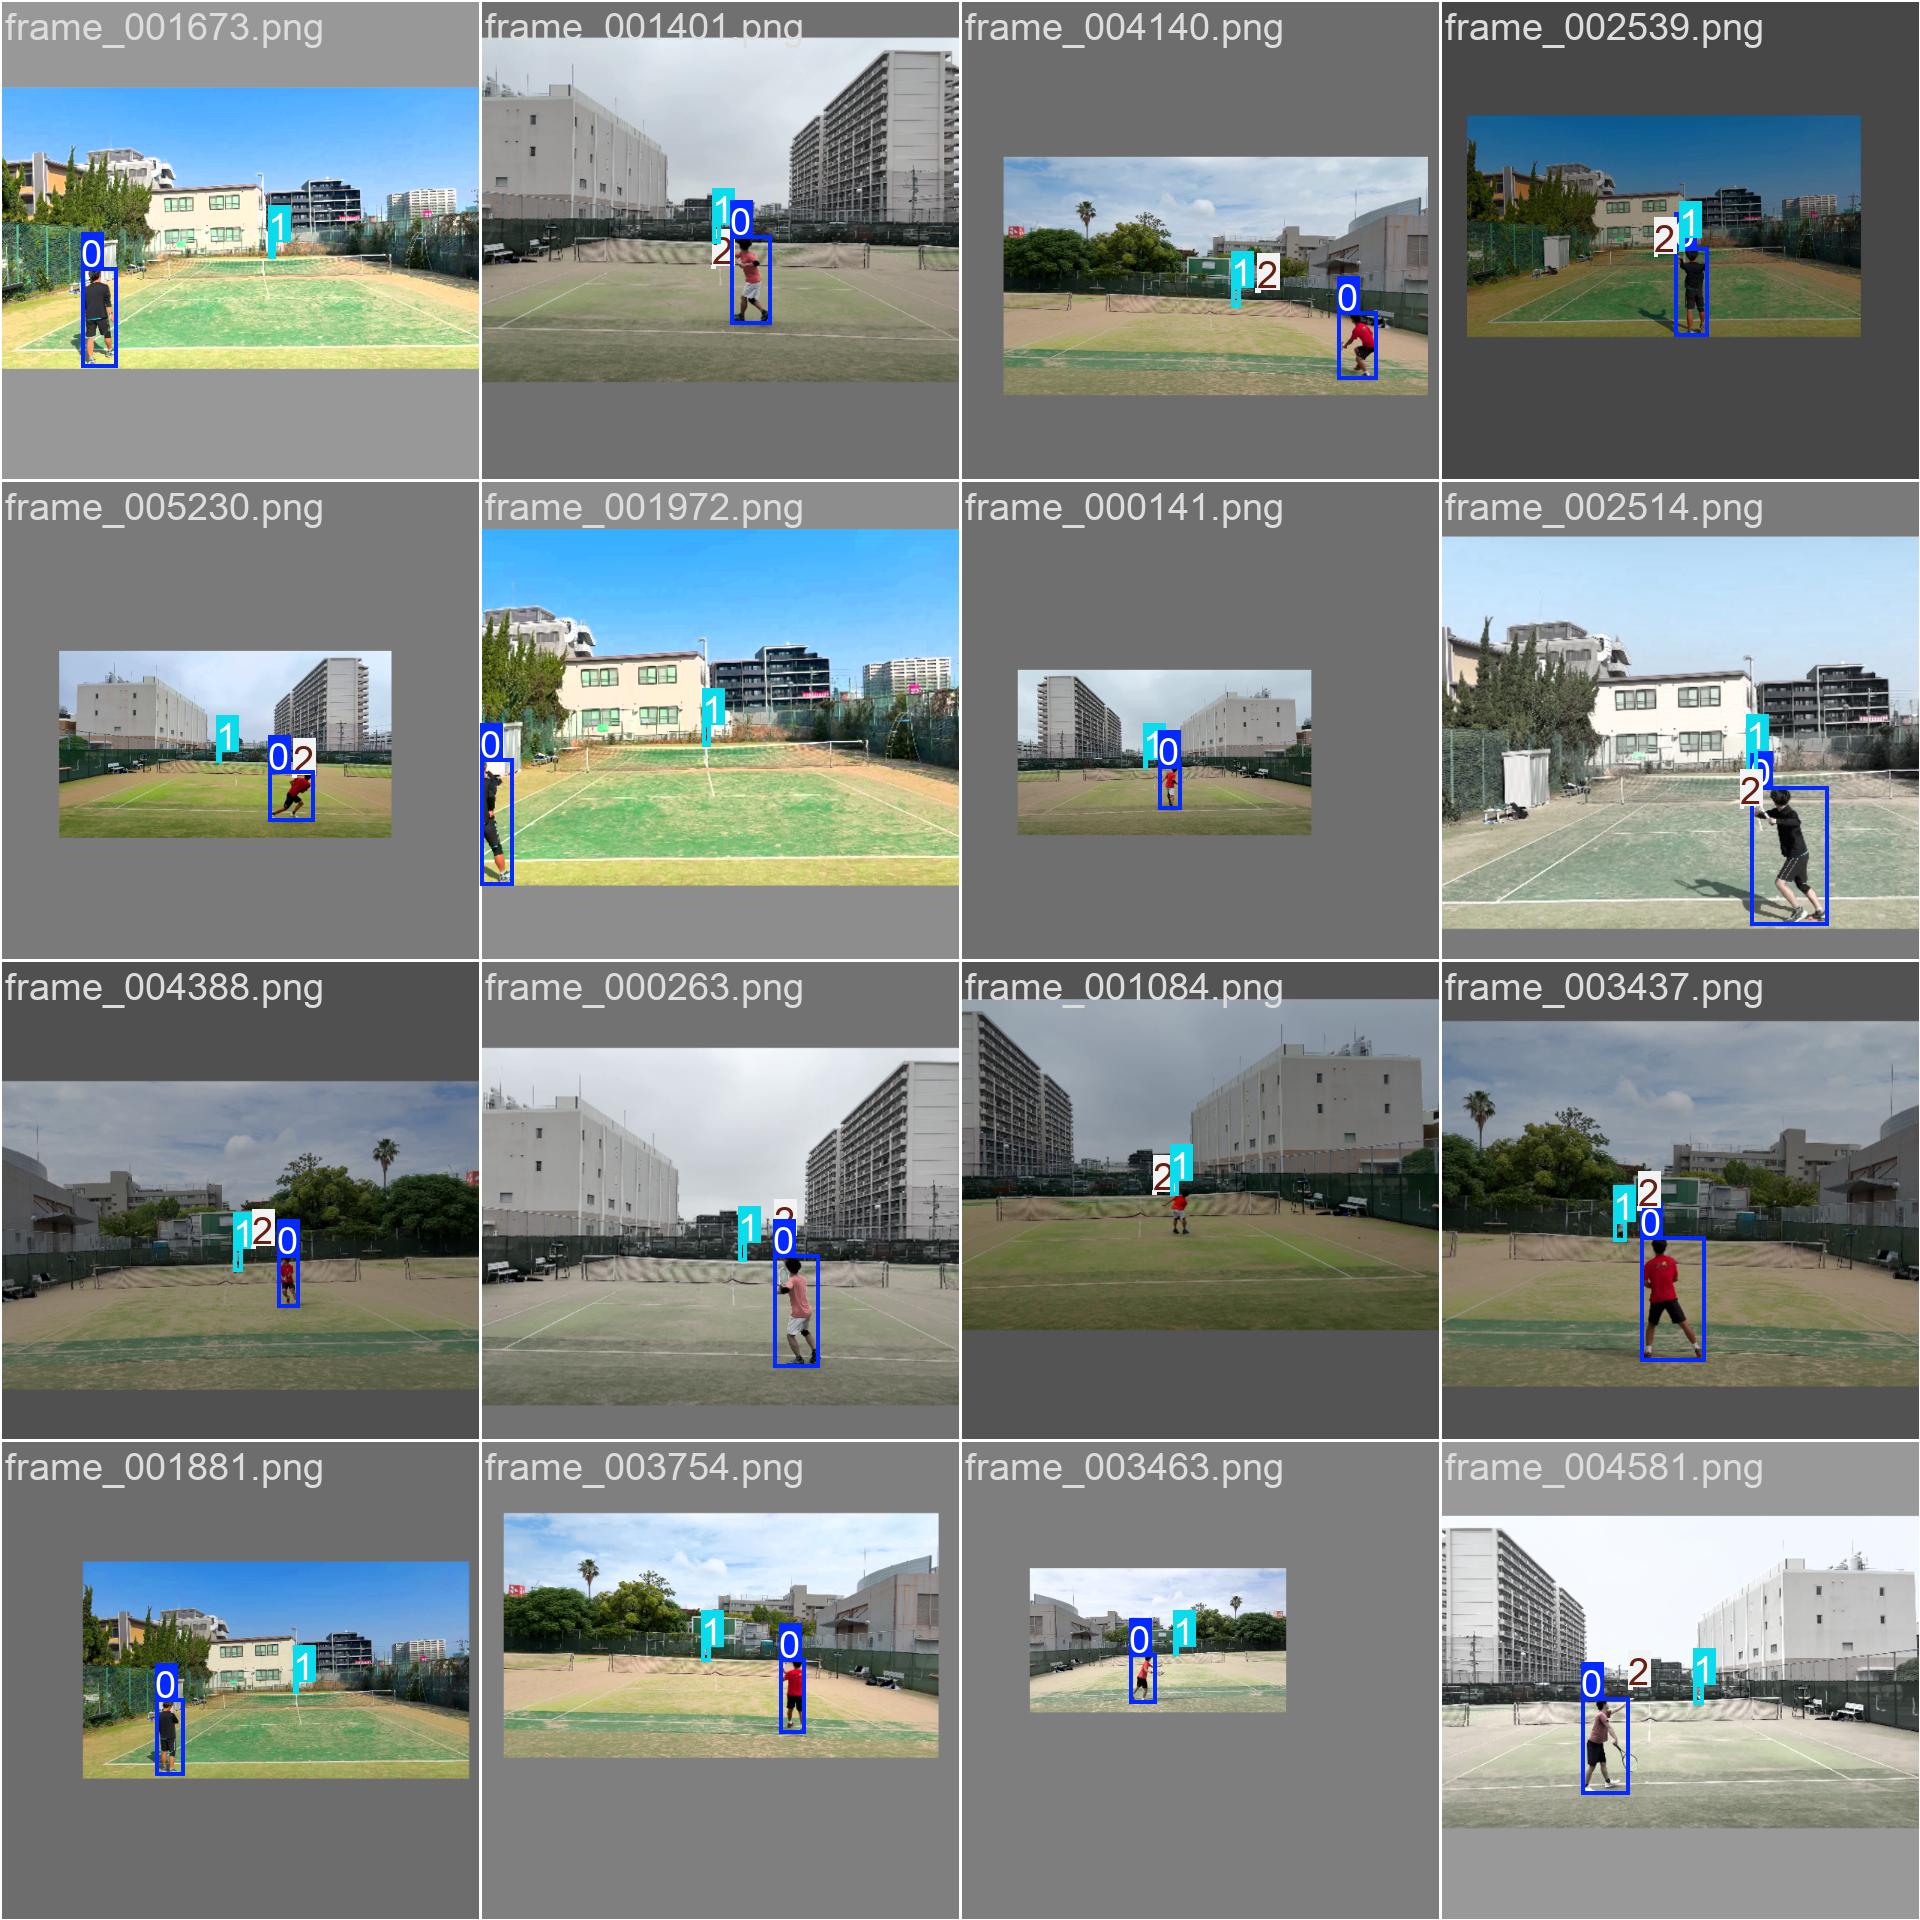 frame_001673.png
1
0
frame_001401.png
1
0
2
frame_004140.png
1 2
0
frame_002539.png
1
2
frame_005230.png
1
0 2
frame_001972.png
1
0
frame_000141.png
1
0
frame_002514.png
1
0
2
frame_004388.png
1 2
0
frame_000263.png
1
2
0
frame_001084.png
2 1
frame_003437.png
2
1
0
frame_001881.png
1
0
frame_003754.png
1
0
frame_003463.png
0 1
frame_004581.png
1
2
0